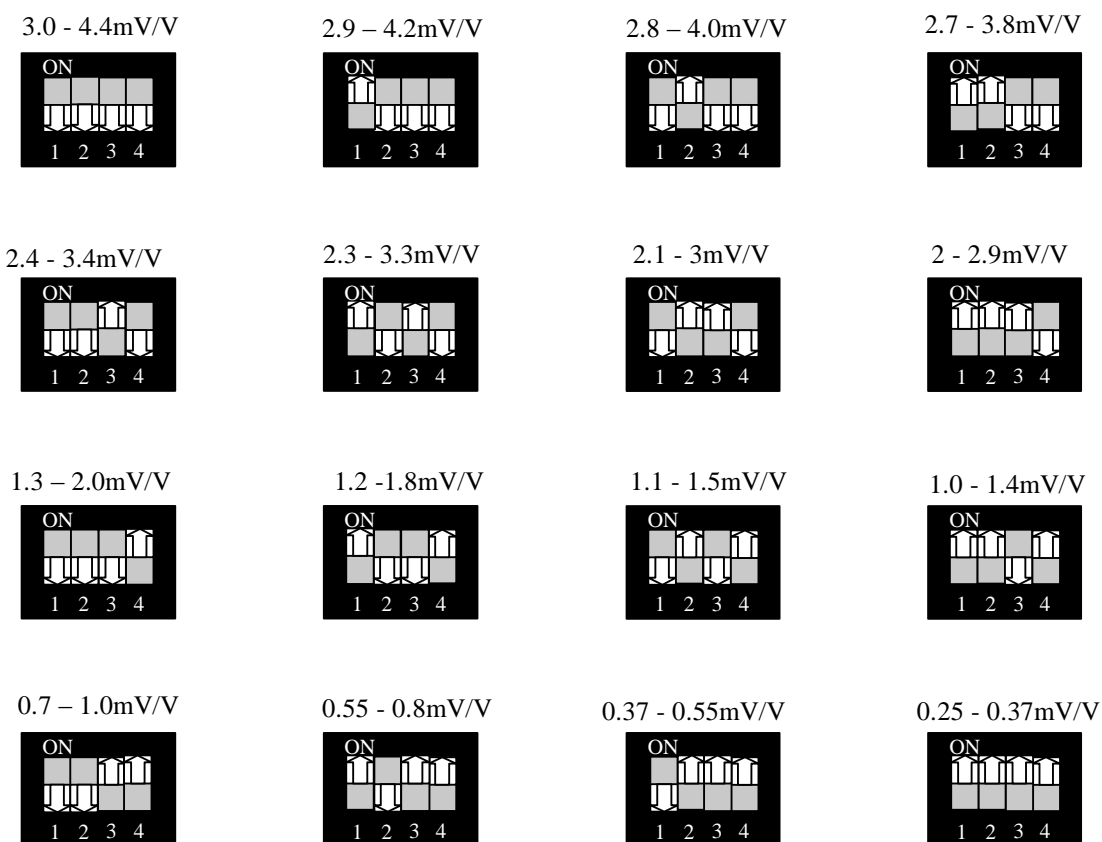 3.0 - 4.4mV/V 2.9 – 4.2mV/V 2.8 – 4.0mV/V 2.7 - 3.8mV/V
ON ON ON ON
1 2 3 4 1 2 3 4 1 2 3 4 1 2 3 4
2.4 - 3.4mV/V 2.3 - 3.3mV/V 2.1 - 3mV/V 2 - 2.9mV/V
ON ON ON ON
1 2 3 4 1 2 3 4 1 2 3 4 1 2 3 4
1.3 – 2.0mV/V 1.2 -1.8mV/V 1.1 - 1.5mV/V 1.0 - 1.4mV/V
ON ON ON ON
1 2 3 4 1 2 3 4 1 2 3 4 1 2 3 4
0.7 – 1.0mV/V 0.55 - 0.8mV/V 0.37 - 0.55mV/V 0.25 - 0.37mV/V
ON ON ON ON
1 2 3 4 1 2 3 4 1 2 3 4 1 2 3 4